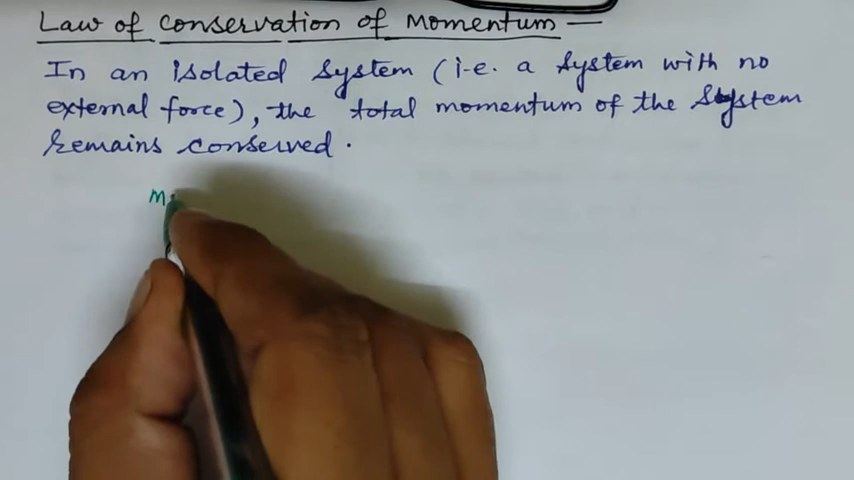 Law of conservation of Momentum —
In an isolated system (i.e. a system with no
external force), the total momentum of the system
remains conserved.
m